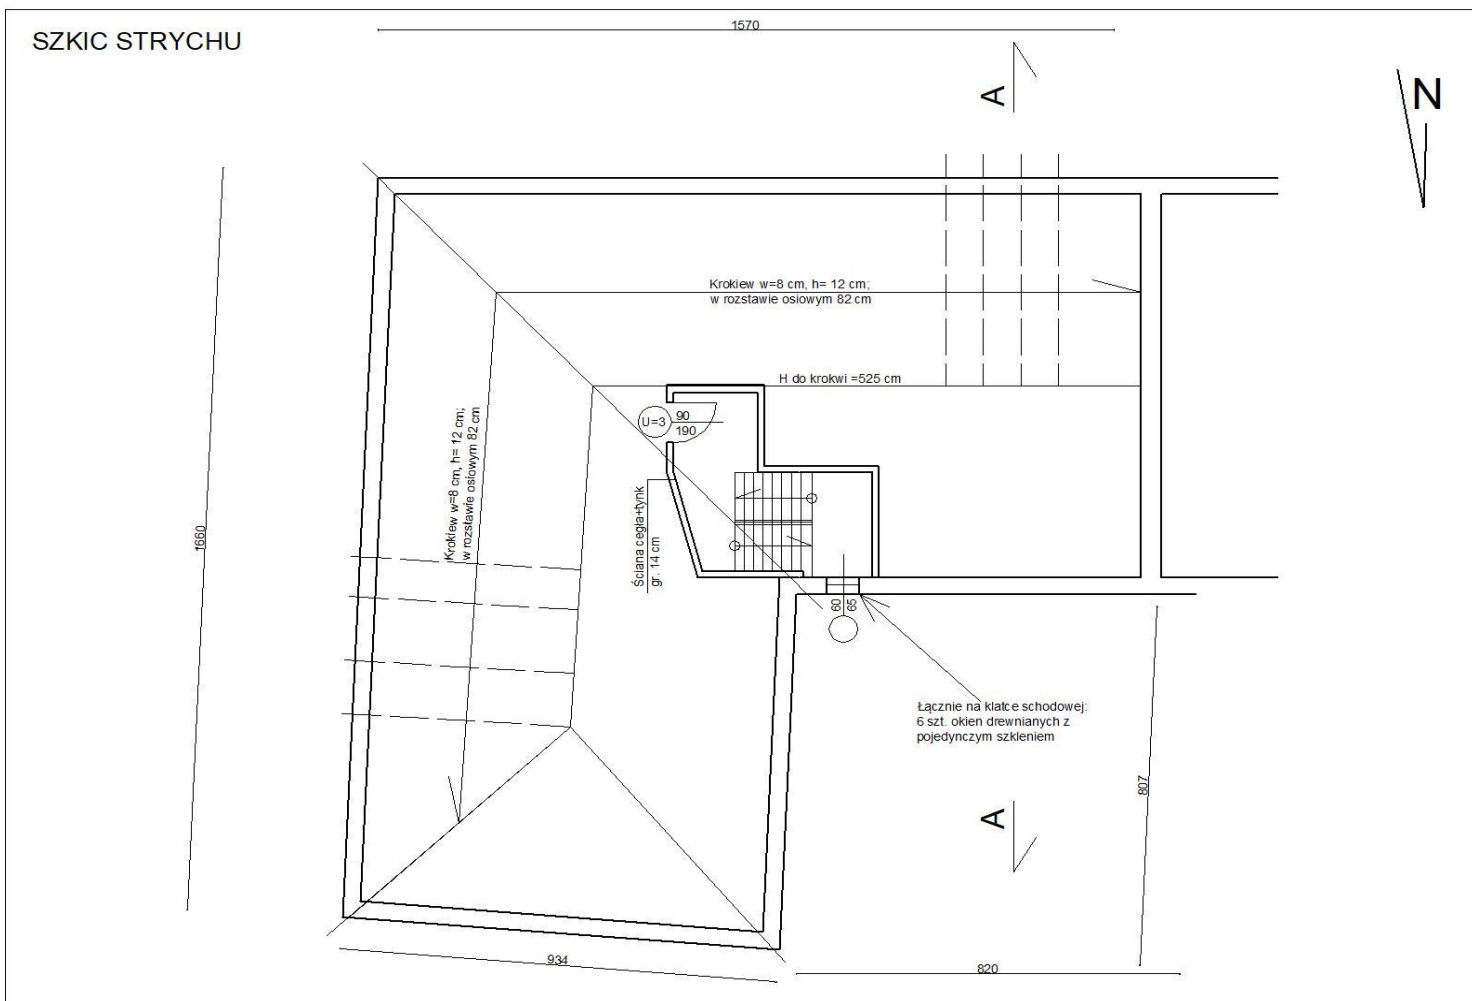 SZKIC STRYCHU
1570
A
N
Krokiew w=8 cm, h= 12 cm;
w rozstawie osiowym 82 cm
H do krokwi =525 cm
U=3
90
190
Krokiew w=8 cm, h= 12 cm;
w rozstawie osiowym 82 cm
Ściana cegła+tynk
gr. 14 cm
1660
60
65
Łącznie na klatce schodowej:
6 szt. okien drewnianych z
pojedynczym szkleniem
807
A
934
820